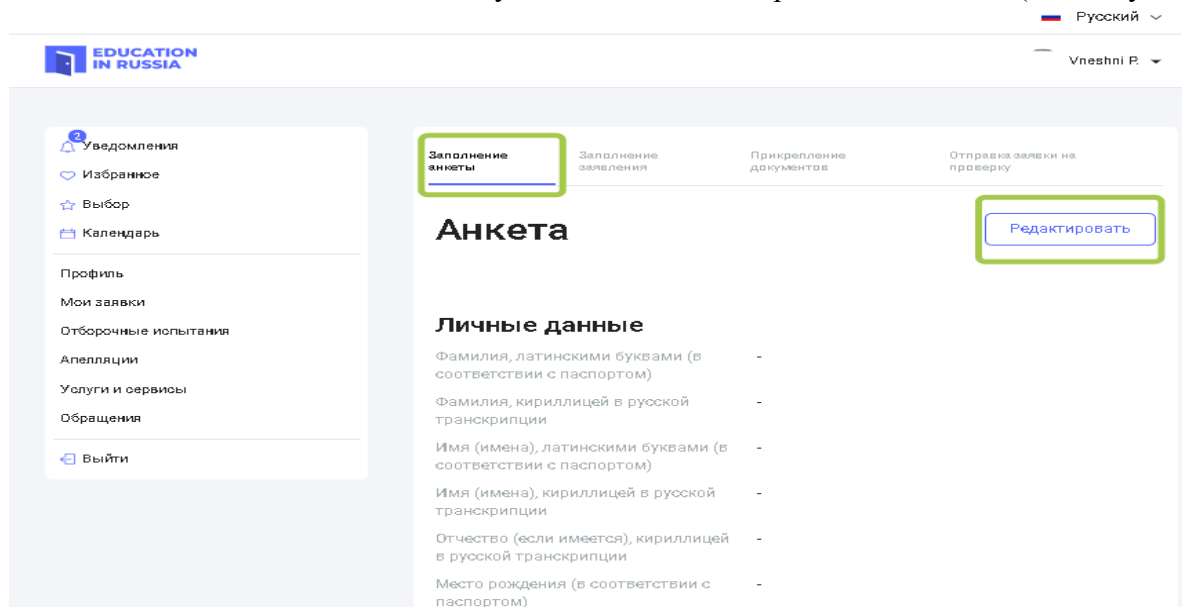 Русский
EDUCATION
IN RUSSIA
Vneshni P.
2
Уведомления
Избранное
Выбор
Календарь
Профиль
Мои заявки
Отборочные испытания
Апелляции
Услуги и сервисы
Обращения
Выйти
Заполнение
анкеты
Заполнение
заявления
Прикрепление
документов
Отправка заявки на
проверку
Анкета
Редактировать
Личные данные
Фамилия, латинскими буквами (в
соответствии с паспортом)
-
Фамилия, кириллицей в русской
транскрипции
-
Имя (имена), латинскими буквами (в
соответствии с паспортом)
-
Имя (имена), кириллицей в русской
транскрипции
-
Отчество (если имеется), кириллицей
в русской транскрипции
-
Место рождения (в соответствии с
паспортом)
-